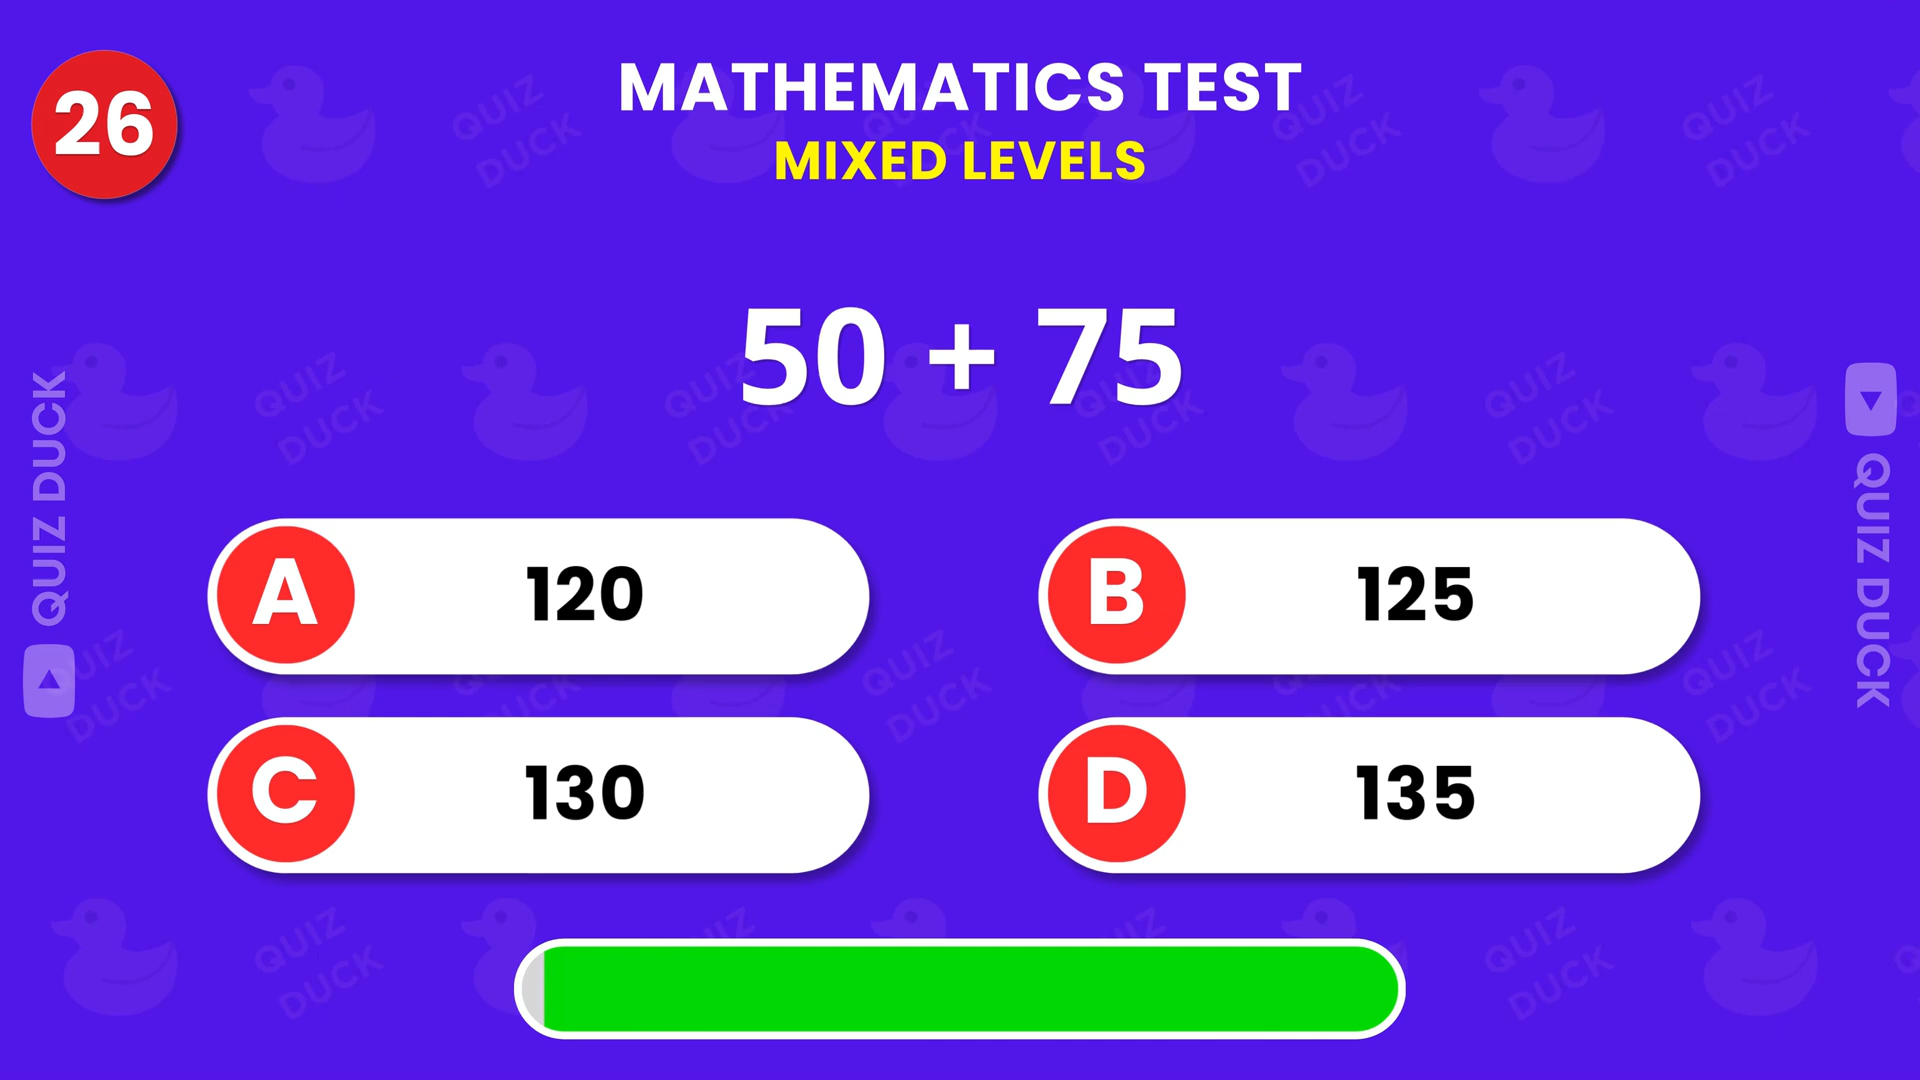 26
MATHEMATICS TEST
MIXED LEVELS
50 + 75
A 120
B 125
C 130
D 135
QUIZ DUCK
QUIZ DUCK